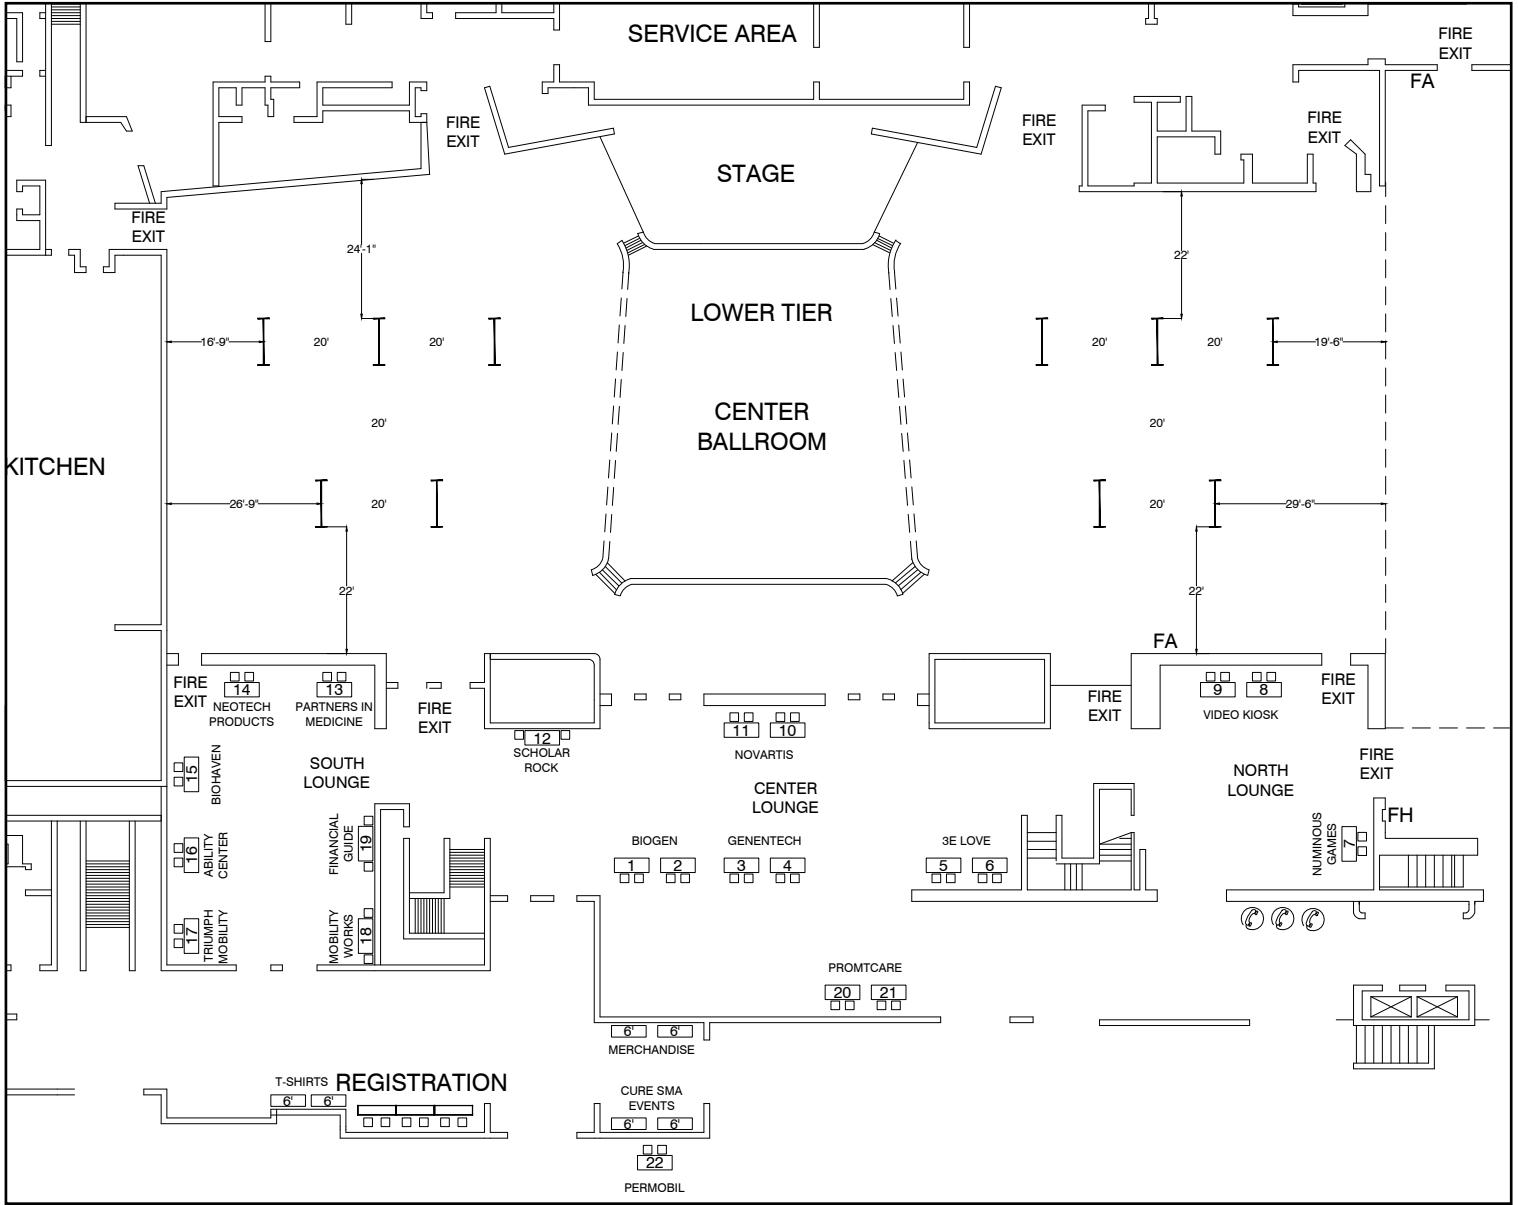 SERVICE AREA
FIRE
EXIT
FA
FIRE
EXIT
FIRE
EXIT
FIRE
EXIT
STAGE
FIRE
EXIT
24'-1"
22'
LOWER TIER
16'-9"
20'
20'
20'
20'
19'-6"
CENTER
BALLROOM
20'
20'
KITCHEN
26'-9"
20'
20'
29'-6"
22'
22'
FA
FIRE
EXIT
14
NEOTECH
PRODUCTS
13
PARTNERS IN
MEDICINE
FIRE
EXIT
12
SCHOLAR
ROCK
11
10
NOVARTIS
FIRE
EXIT
9
8
VIDEO KIOSK
FIRE
EXIT
15
BIOHAVEN
SOUTH
LOUNGE
CENTER
LOUNGE
NORTH
LOUNGE
FIRE
EXIT
FH
16
ABILITY
CENTER
FINANCIAL
GUIDE
19
BIOGEN
1
2
GENENTECH
3
4
3E LOVE
5
6
NUMINOUS
GAMES
7
17
TRIUMPH
MOBILITY
MOBILITY
WORKS
18
PROMTCARE
20
21
6'
6'
MERCHANDISE
T-SHIRTS
6'
6'
REGISTRATION
CURE SMA
EVENTS
6'
6'
22
PERMOBIL